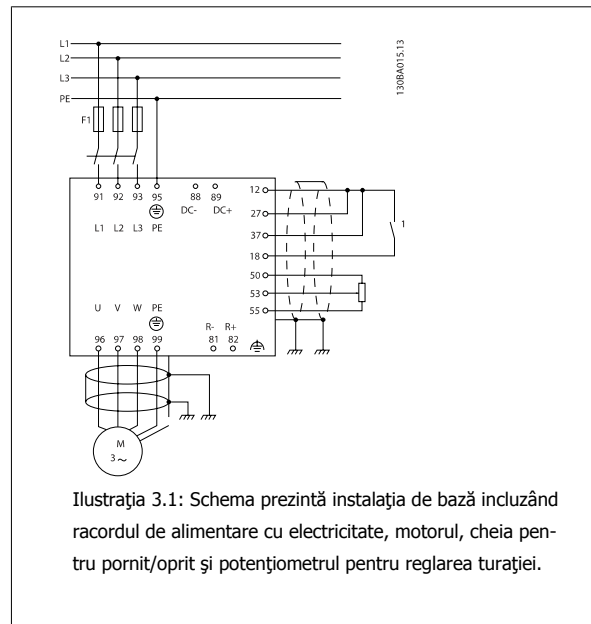 L1
L2
L3
PE
130BA015.13
F1
91 92 93 95 88 89
DC- DC+
L1 L2 L3 PE
12
27
37
18
50
53
55
1
U V W PE
96 97 98 99
R- R+
81 82
M
3~
Ilustraţia 3.1: Schema prezintă instalaţia de bază incluzând
racordul de alimentare cu electricitate, motorul, cheia pen-
tru pornit/oprit şi potenţiometrul pentru reglarea turaţiei.